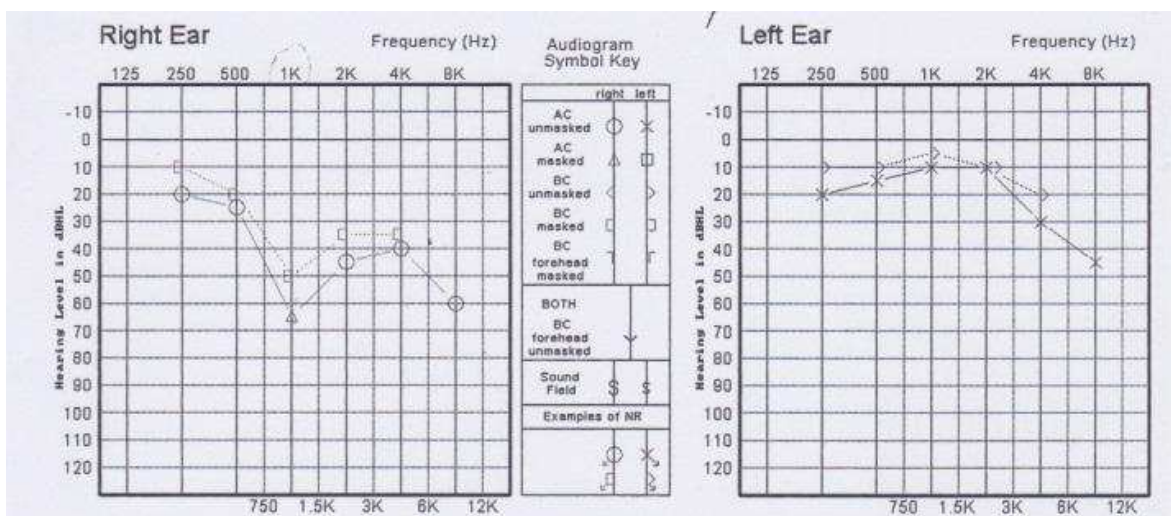 Right Ear
Frequency (Hz)
125 250 500 1K 2K 4K 8K
-10
0
10
20
30
40
50
60
70
80
90
100
110
120
Hearing Level in dBHL
750 1.5K 3K 6K 12K
Audiogram
Symbol Key
right left
AC
unmasked
AC
masked
BC
unmasked
BC
masked
BC
forehead
masked
BOTH
BC
forehead
unmasked
Sound
Field
S s
Examples of NR
Left Ear
Frequency (Hz)
125 250 500 1K 2K 4K 8K
-10
0
10
20
30
40
50
60
70
80
90
100
110
120
Hearing Level in dBHL
750 1.5K 3K 6K 12K